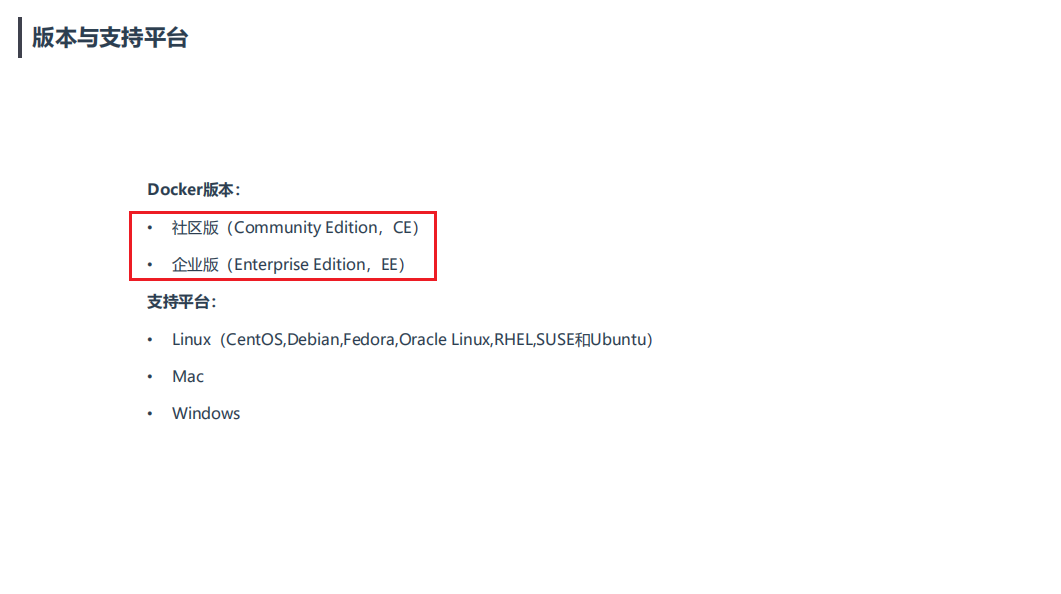 版本与支持平台
Docker版本：
• 社区版（Community Edition，CE）
• 企业版（Enterprise Edition，EE）
支持平台：
• Linux（CentOS,Debian,Fedora,Oracle Linux,RHEL,SUSE和Ubuntu）
• Mac
• Windows